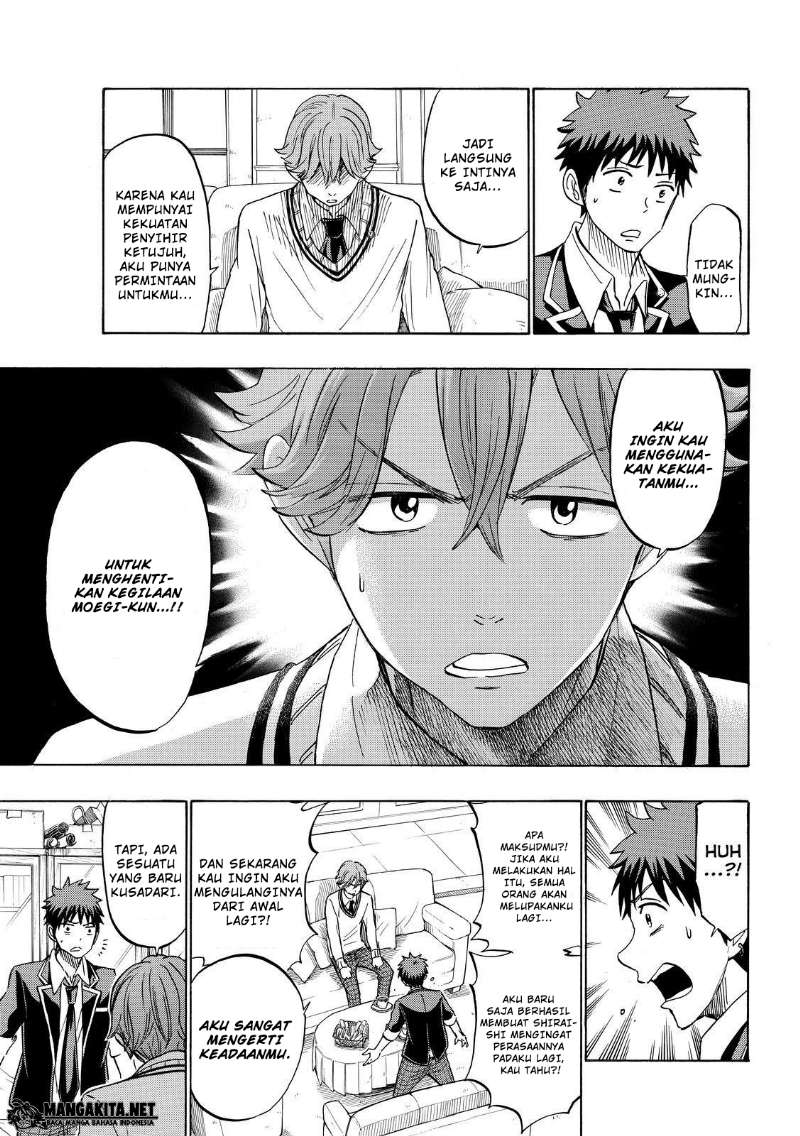 TIDAK
MUNG-
KIN...
JADI
LANGSUNG
KE INTINYA
SAJA...
KARENA KAU
MEMPUNYAI
KEKUATAN
PENYIHIR
KETUJUH,
AKU PUNYA
PERMINTAAN
UNTUKMU...
AKU
INGIN KAU
MENGGUNA-
KAN KEKUA-
TANMU...
UNTUK
MENGHENTI-
KAN KEGILAAN
MOEGI-KUN...!!
HUH
...?!
APA
MAKSUDMU?!
JIKA AKU
MELAKUKAN HAL
ITU, SEMUA
ORANG AKAN
MELUPAKANKU
LAGI...
AKU BARU
SAJA BERHASIL
MEMBUAT SHIRAI-
SHI MENGINGAT
PERASAANNYA
PADAKU LAGI,
KAU TAHU?!
DAN SEKARANG
KAU INGIN AKU
MENGULANGINYA
DARI AWAL
LAGI?!
AKU SANGAT
MENGERTI
KEADAANMU.
TAPI, ADA
SESUATU
YANG BARU
KUSADARI.
MANGAKITA.NET
BACA MANGA BAHASA INDONESIA